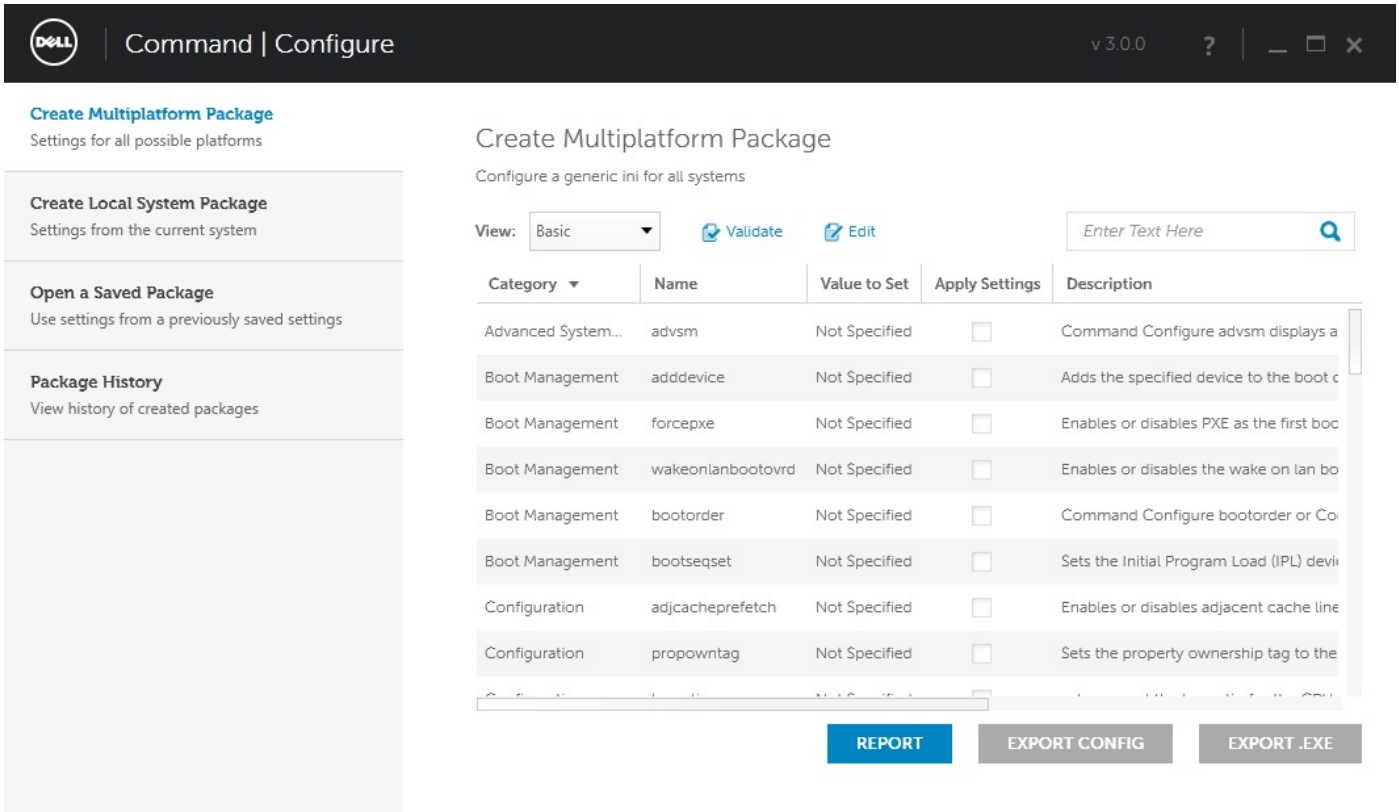 DELL
Command | Configure
v 3.0.0
?
Create Multiplatform Package
Settings for all possible platforms
Create Local System Package
Settings from the current system
Open a Saved Package
Use settings from a previously saved settings
Package History
View history of created packages
Create Multiplatform Package
Configure a generic ini for all systems
View: Basic Validate Edit Enter Text Here
Category Name Value to Set Apply Settings Description
Advanced System... advsm Not Specified Command Configure advsm displays a
Boot Management adddevice Not Specified Adds the specified device to the boot
Boot Management forcepxe Not Specified Enables or disables PXE as the first
Boot Management wakeonlanbootovrd Not Specified Enables or disables the wake on lan
Boot Management bootorder Not Specified Command Configure bootorder or
Boot Management bootseqset Not Specified Sets the Initial Program Load (IPL)
Configuration adjcacheprefetch Not Specified Enables or disables adjacent cache line
Configuration propowntag Not Specified Sets the property ownership tag to the
REPORT EXPORT CONFIG EXPORT .EXE